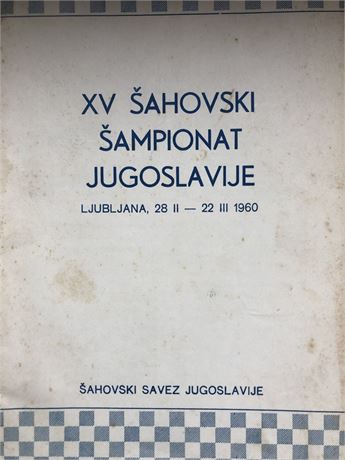 XV ŠAHOVSKI
ŠAMPIONAT
JUGOSLAVIJE
LJUBLJANA, 28 II — 22 III 1960
ŠAHOVSKI SAVEZ JUGOSLAVIJE